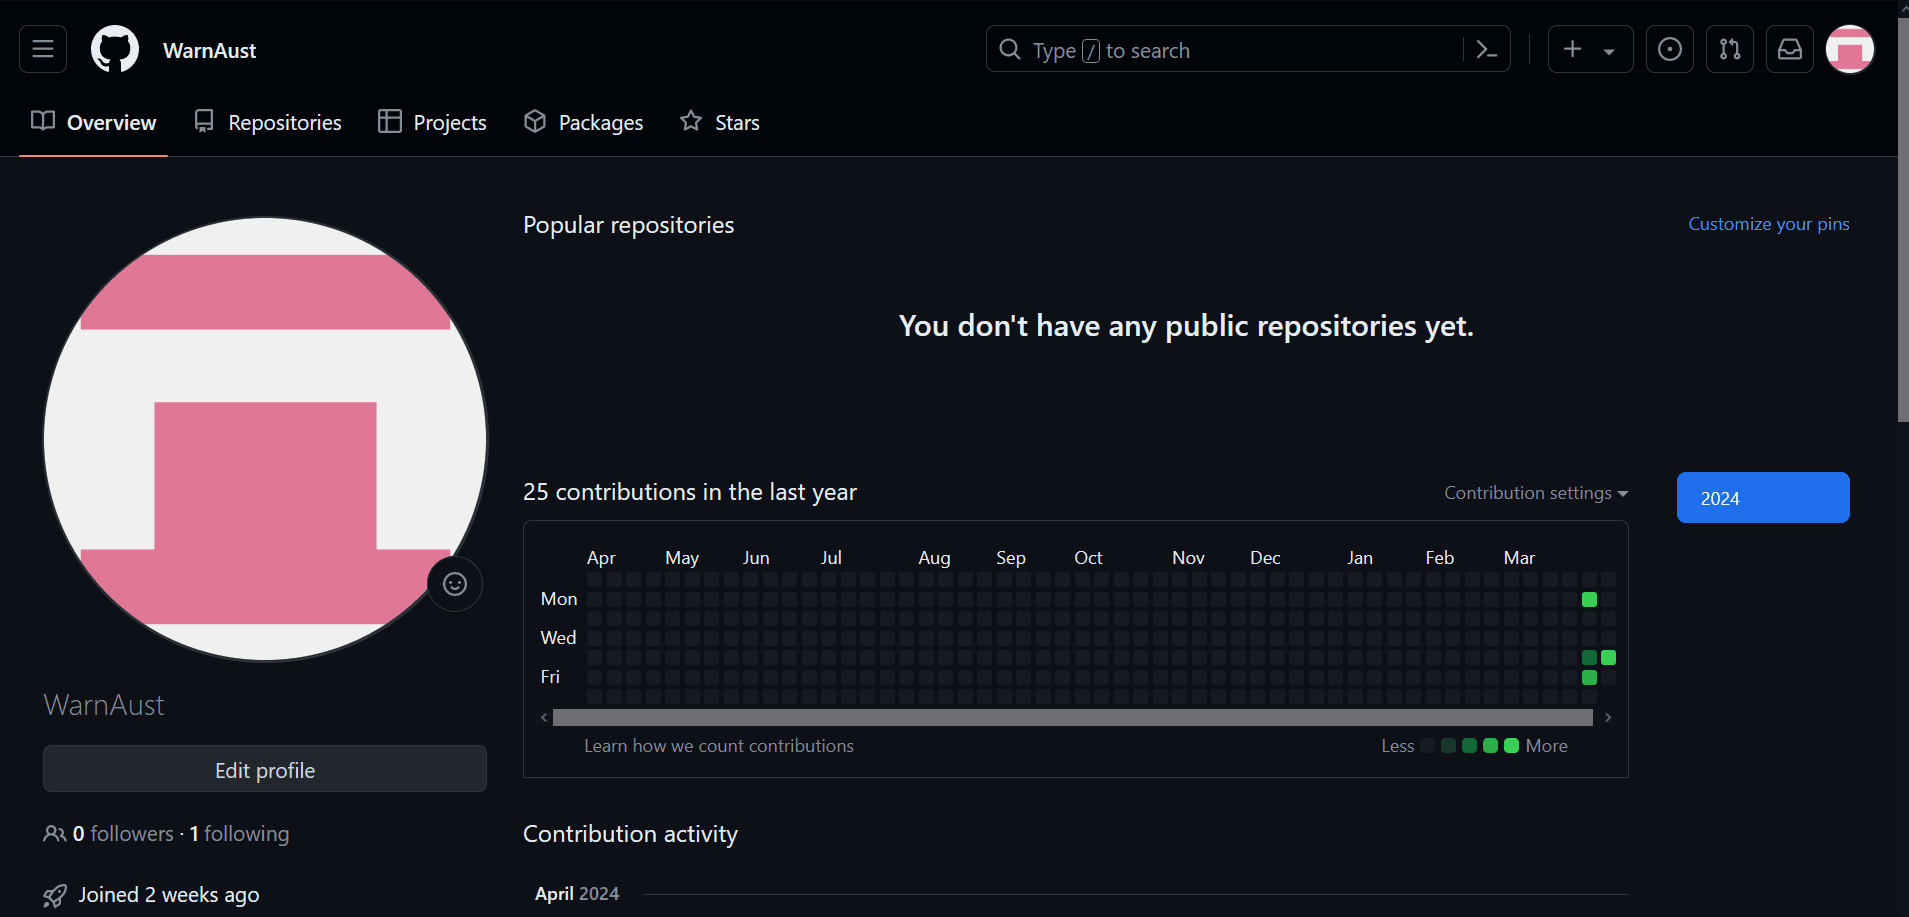 WarnAust
Type / to search
Overview Repositories Projects Packages Stars
Popular repositories
Customize your pins
You don't have any public repositories yet.
25 contributions in the last year
Contribution settings
2024
Apr May Jun Jul Aug Sep Oct Nov Dec Jan Feb Mar
Mon
Wed
Fri
Learn how we count contributions
Less More
WarnAust
Edit profile
0 followers · 1 following
Joined 2 weeks ago
Contribution activity
April 2024